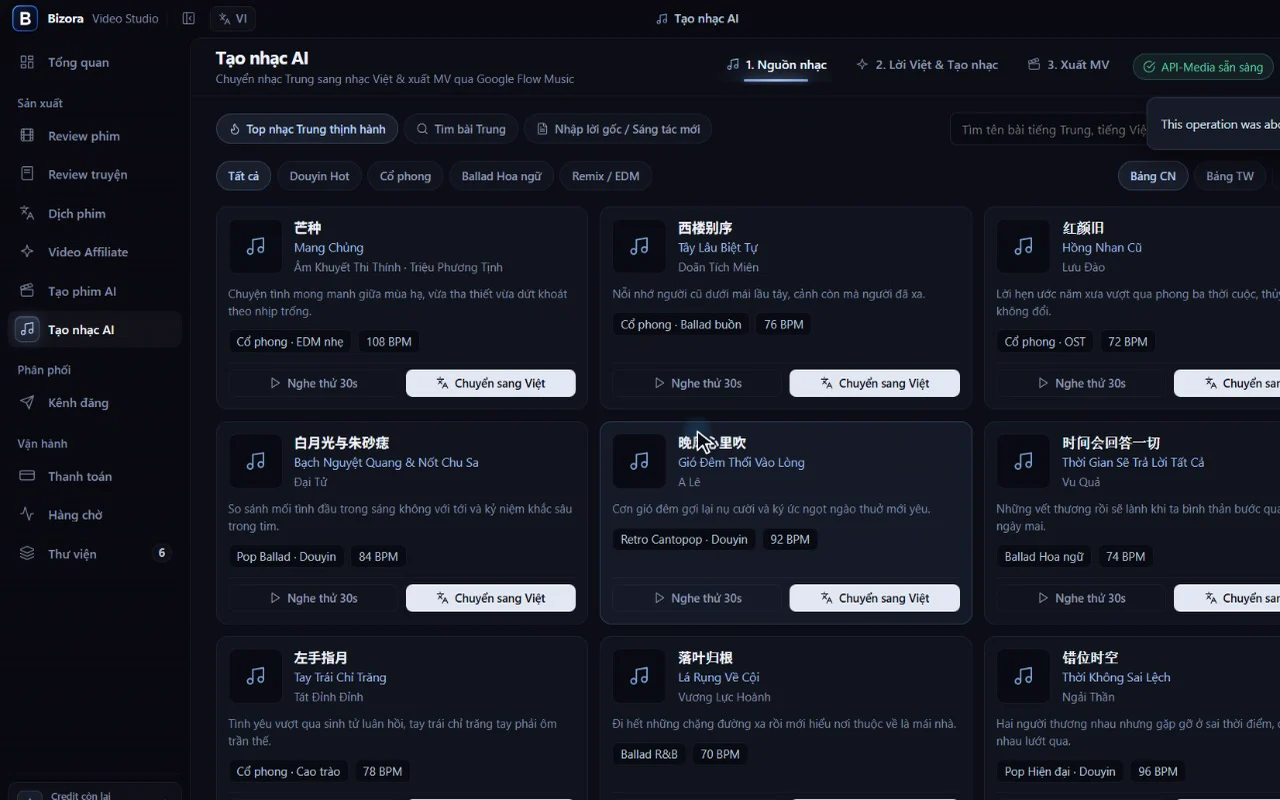 B Bizora Video Studio
VI
Tạo nhạc AI
Tổng quan
Sản xuất
Review phim
Review truyện
Dịch phim
Video Affiliate
Tạo phim AI
Tạo nhạc AI
Phân phối
Kênh đăng
Vận hành
Thanh toán
Hàng chờ
Thư viện 6
Credit còn lại
Tạo nhạc AI
Chuyển nhạc Trung sang nhạc Việt & xuất MV qua Google Flow Music
1. Nguồn nhạc
2. Lời Việt & Tạo nhạc
3. Xuất MV
API-Media sẵn sàng
This operation was abo
Top nhạc Trung thịnh hành
Tìm bài Trung
Nhập lời gốc / Sáng tác mới
Tìm tên bài tiếng Trung, tiếng Việ
Tất cả
Douyin Hot
Cổ phong
Ballad Hoa ngữ
Remix / EDM
Bảng CN
Bảng TW
芒种
Mang Chủng
Âm Khuyết Thi Thính · Triệu Phương Tịnh
Chuyện tình mong manh giữa mùa hạ, vừa tha thiết vừa dứt khoát
theo nhịp trống.
Cổ phong · EDM nhẹ
108 BPM
Nghe thử 30s
Chuyển sang Việt
西楼别序
Tây Lâu Biệt Tự
Doãn Tích Miên
Nỗi nhớ người cũ dưới mái lầu tây, cảnh còn mà người đã xa.
Cổ phong · Ballad buồn
76 BPM
Nghe thử 30s
Chuyển sang Việt
红颜旧
Hồng Nhan Cũ
Lưu Đào
Lời hẹn ước năm xưa vượt qua phong ba thời cuộc, thủy
không đổi.
Cổ phong · OST
72 BPM
Nghe thử 30s
Chuyển san
白月光与朱砂痣
Bạch Nguyệt Quang & Nốt Chu Sa
Đại Tử
So sánh mối tình đầu trong sáng không với tới và kỷ niệm khắc sâu
trong tim.
Pop Ballad · Douyin
84 BPM
Nghe thử 30s
Chuyển sang Việt
晚 心里吹
Gió Đêm Thổi Vào Lòng
A Lê
Cơn gió đêm gợi lại nụ cười và ký ức ngọt ngào thuở mới yêu.
Retro Cantopop · Douyin
92 BPM
Nghe thử 30s
Chuyển sang Việt
时间会回答一切
Thời Gian Sẽ Trả Lời Tất Cả
Vu Quả
Những vết thương rồi sẽ lành khi ta bình thản bước qua
ngày mai.
Ballad Hoa ngữ
74 BPM
Nghe thử 30s
Chuyển san
左手指月
Tay Trái Chỉ Trăng
Tát Đỉnh Đỉnh
Tình yêu vượt qua sinh tử luân hồi, tay trái chỉ trăng tay phải ôm
trần thế.
Cổ phong · Cao trào
78 BPM
落叶归根
Lá Rụng Về Cội
Vương Lực Hoành
Đi hết những chặng đường xa rồi mới hiểu nơi thuộc về là mái nhà.
Ballad R&B
70 BPM
错位时空
Thời Không Sai Lệch
Ngải Thần
Hai người thương nhau nhưng gặp gỡ ở sai thời điểm,
nhau lướt qua.
Pop Hiện đại · Douyin
96 BPM